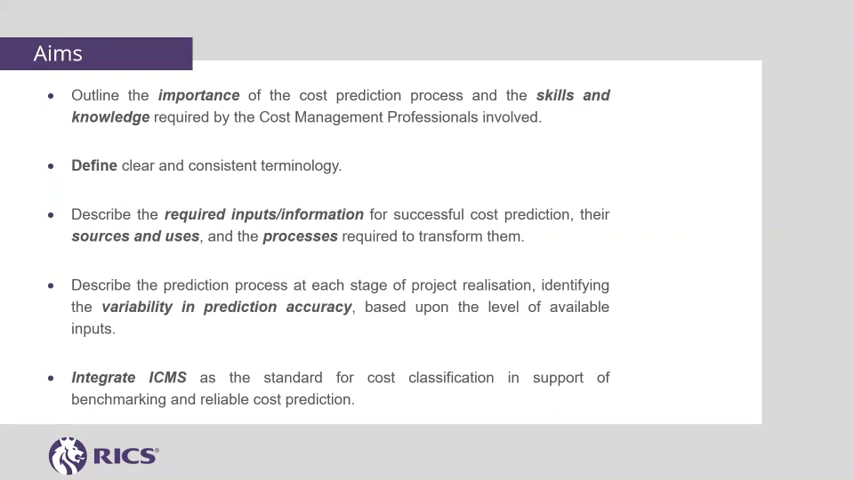 Aims
• Outline the importance of the cost prediction process and the skills and
knowledge required by the Cost Management Professionals involved.
• Define clear and consistent terminology.
• Describe the required inputs/information for successful cost prediction, their
sources and uses, and the processes required to transform them.
• Describe the prediction process at each stage of project realisation, identifying
the variability in prediction accuracy, based upon the level of available
inputs.
• Integrate ICMS as the standard for cost classification in support of
benchmarking and reliable cost prediction.
RICS®